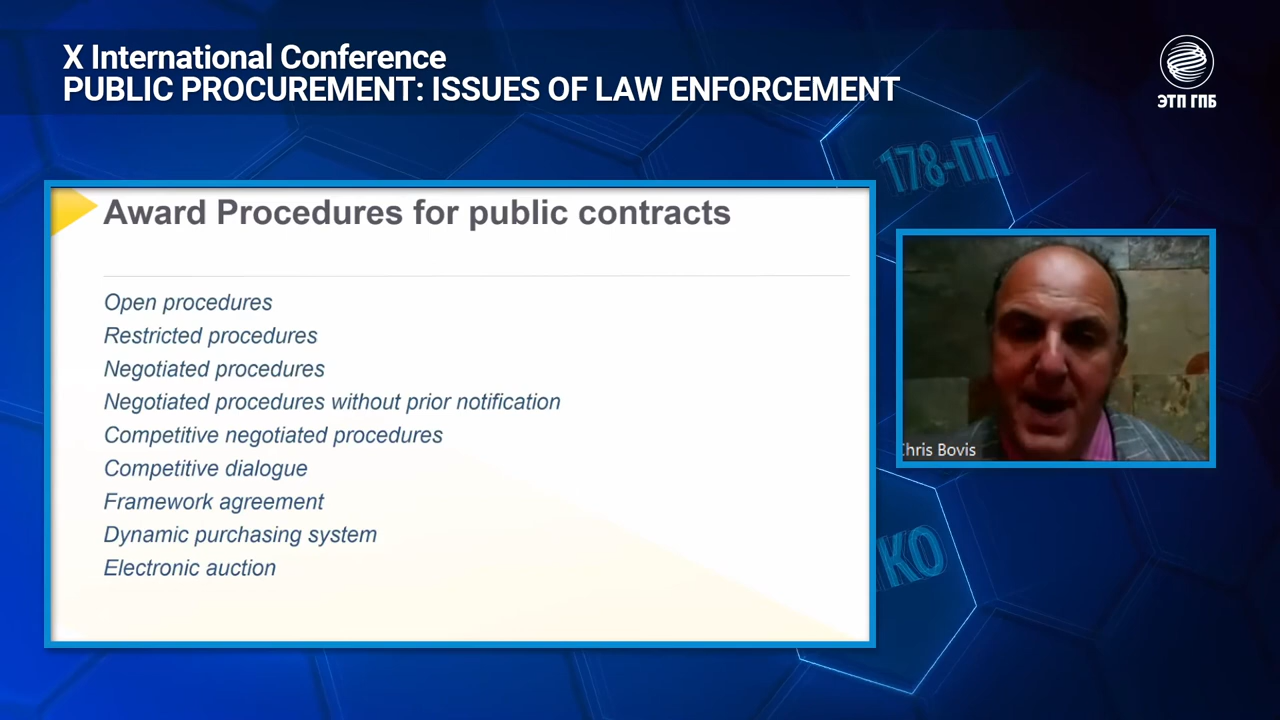 X International Conference
PUBLIC PROCUREMENT: ISSUES OF LAW ENFORCEMENT
ЭТП ГПБ
178-ПП
Award Procedures for public contracts
Open procedures
Restricted procedures
Negotiated procedures
Negotiated procedures without prior notification
Competitive negotiated procedures
Competitive dialogue
Framework agreement
Dynamic purchasing system
Electronic auction
Chris Bovis
КО